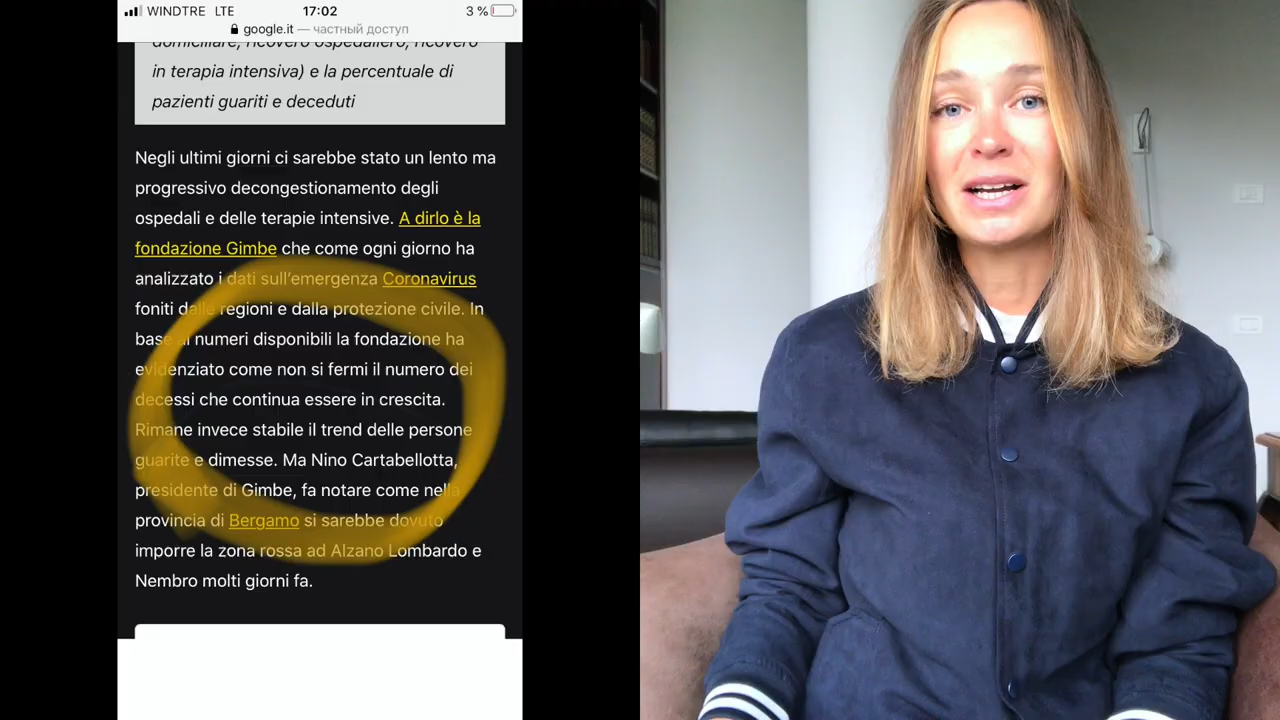 WINDTRE LTE 17:02 3 %
google.it — частный доступ
domiciliare, ricovero ospedaliero, ricovero
in terapia intensiva) e la percentuale di
pazienti guariti e deceduti
Negli ultimi giorni ci sarebbe stato un lento ma
progressivo decongestionamento degli
ospedali e delle terapie intensive. A dirlo è la
fondazione Gimbe che come ogni giorno ha
analizzato i dati sull'emergenza Coronavirus
foniti dalle regioni e dalla protezione civile. In
base ai numeri disponibili la fondazione ha
evidenziato come non si fermi il numero dei
decessi che continua essere in crescita.
Rimane invece stabile il trend delle persone
guarite e dimesse. Ma Nino Cartabellotta,
presidente di Gimbe, fa notare come nella
provincia di Bergamo si sarebbe dovuto
imporre la zona rossa ad Alzano Lombardo e
Nembro molti giorni fa.